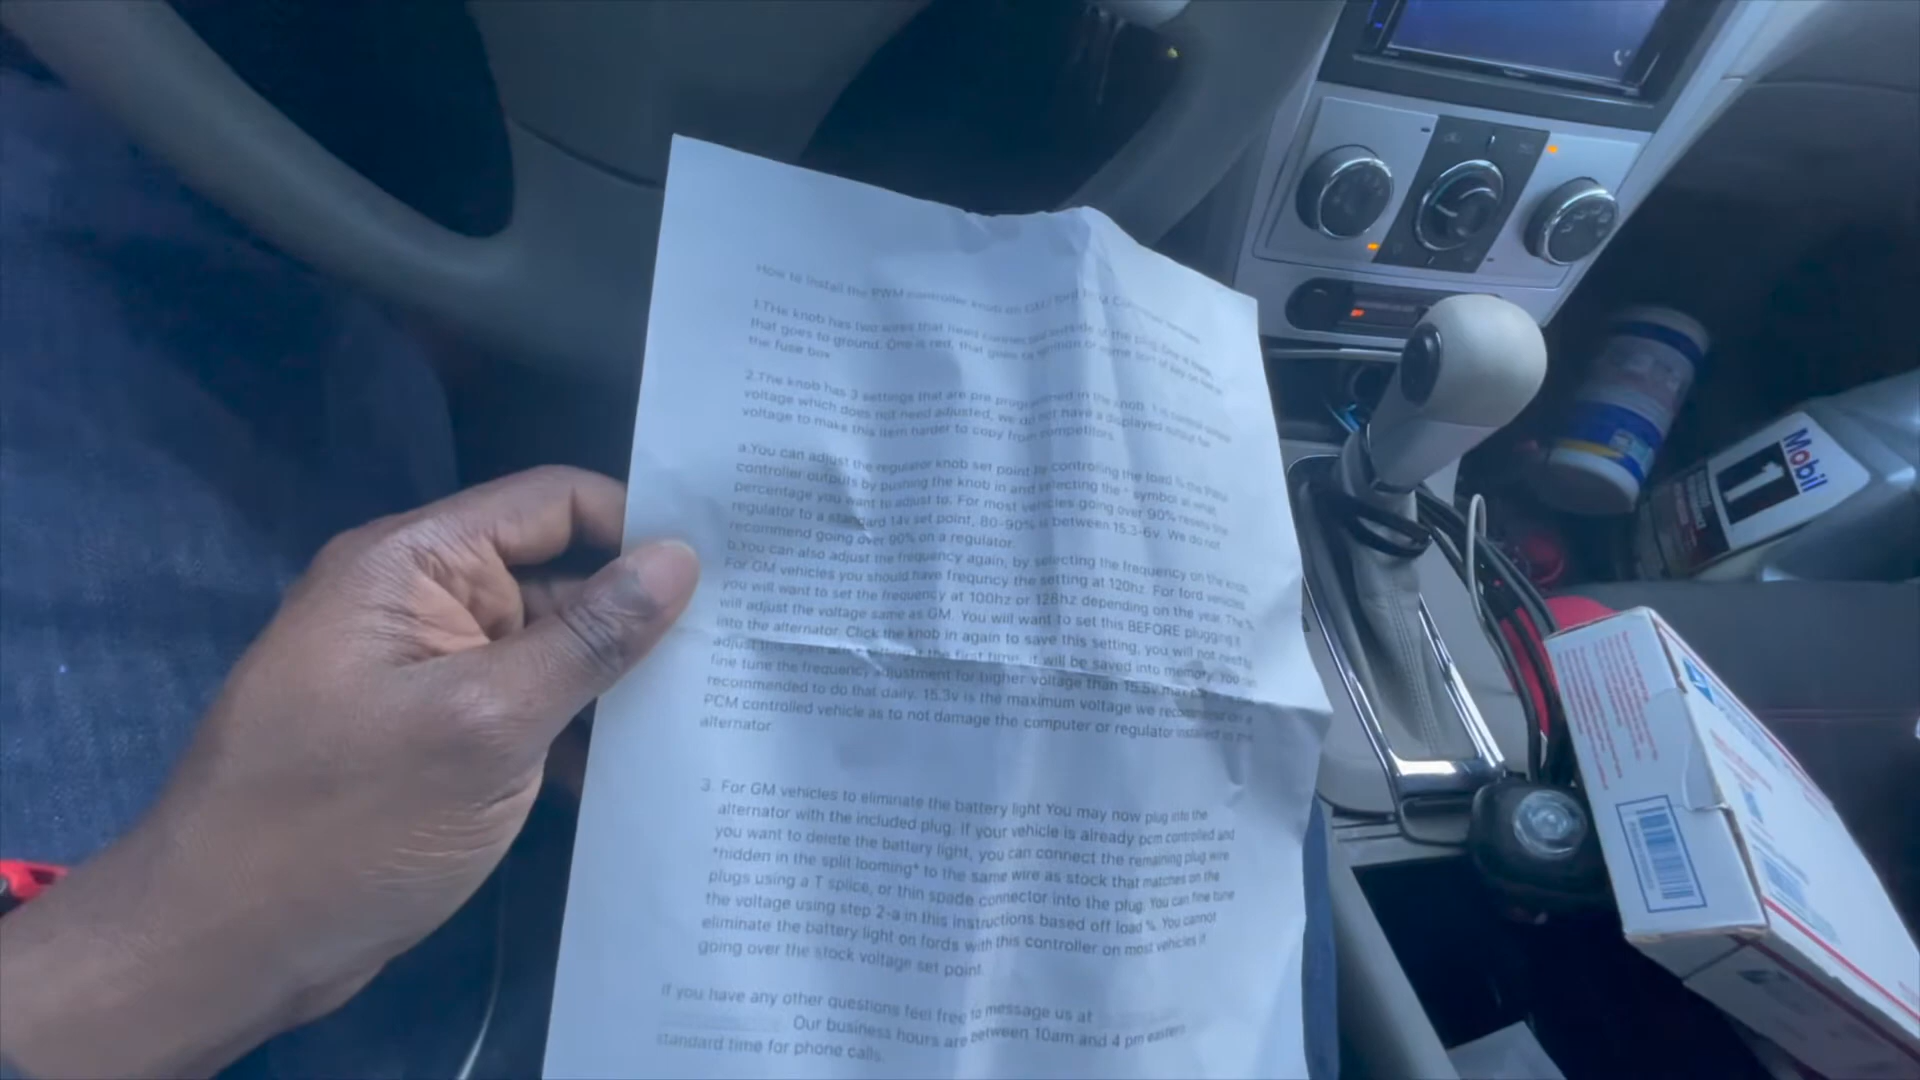 How to install the PWM controller knob on GM / ford PCM Controlled vehicles
1.THe knob has two wires that need connected outside of the plug. One is
that goes to ground. One is red, that goes to ignition or some sort of key on
the fuse box
2.The knob has 3 settings that are pre programmed in the knob. 1 is
voltage which does not need adjusted, we do not have a displayed output
voltage to make this item harder to copy from competitors.
a.You can adjust the regulator knob set point by controlling the load % the PWM
controller outputs by pushing the knob in and selecting the * symbol at what
percentage you want to adjust to. For most vehicles going over 90% resets the
regulator to a standard 14v set point, 80-90% is between 15.3-6v. We do not
recommend going over 90% on a regulator.
b.You can also adjust the frequency again, by selecting the frequency on the knob.
For GM vehicles you should have frequncy the setting at 120hz. For ford vehicles
you will want to set the frequency at 100hz or 128hz depending on the year. The %
will adjust the voltage same as GM. You will want to set this BEFORE plugging it
into the alternator. Click the knob in again to save this setting, you will not need to
adjust this again after setting it the first time, it will be saved into memory. You
fine tune the frequency adjustment for higher voltage than 15.5v
recommended to do that daily. 15.3v is the maximum voltage we recommend on a
PCM controlled vehicle as to not damage the computer or regulator installed in the
alternator.
3. For GM vehicles to eliminate the battery light You may now plug into the
alternator with the included plug. If your vehicle is already pcm controlled and
you want to delete the battery light, you can connect the remaining plug wire
*hidden in the split looming* to the same wire as stock that matches on the
plugs using a T splice, or thin spade connector into the plug. You can fine tune
the voltage using step 2-a in this instructions based off load %. You cannot
eliminate the battery light on fords with this controller on most vehicles if
going over the stock voltage set point.
If you have any other questions feel free to message us at
Our business hours are between 10am and 4 pm eastern
standard time for phone calls.
Mobil
1